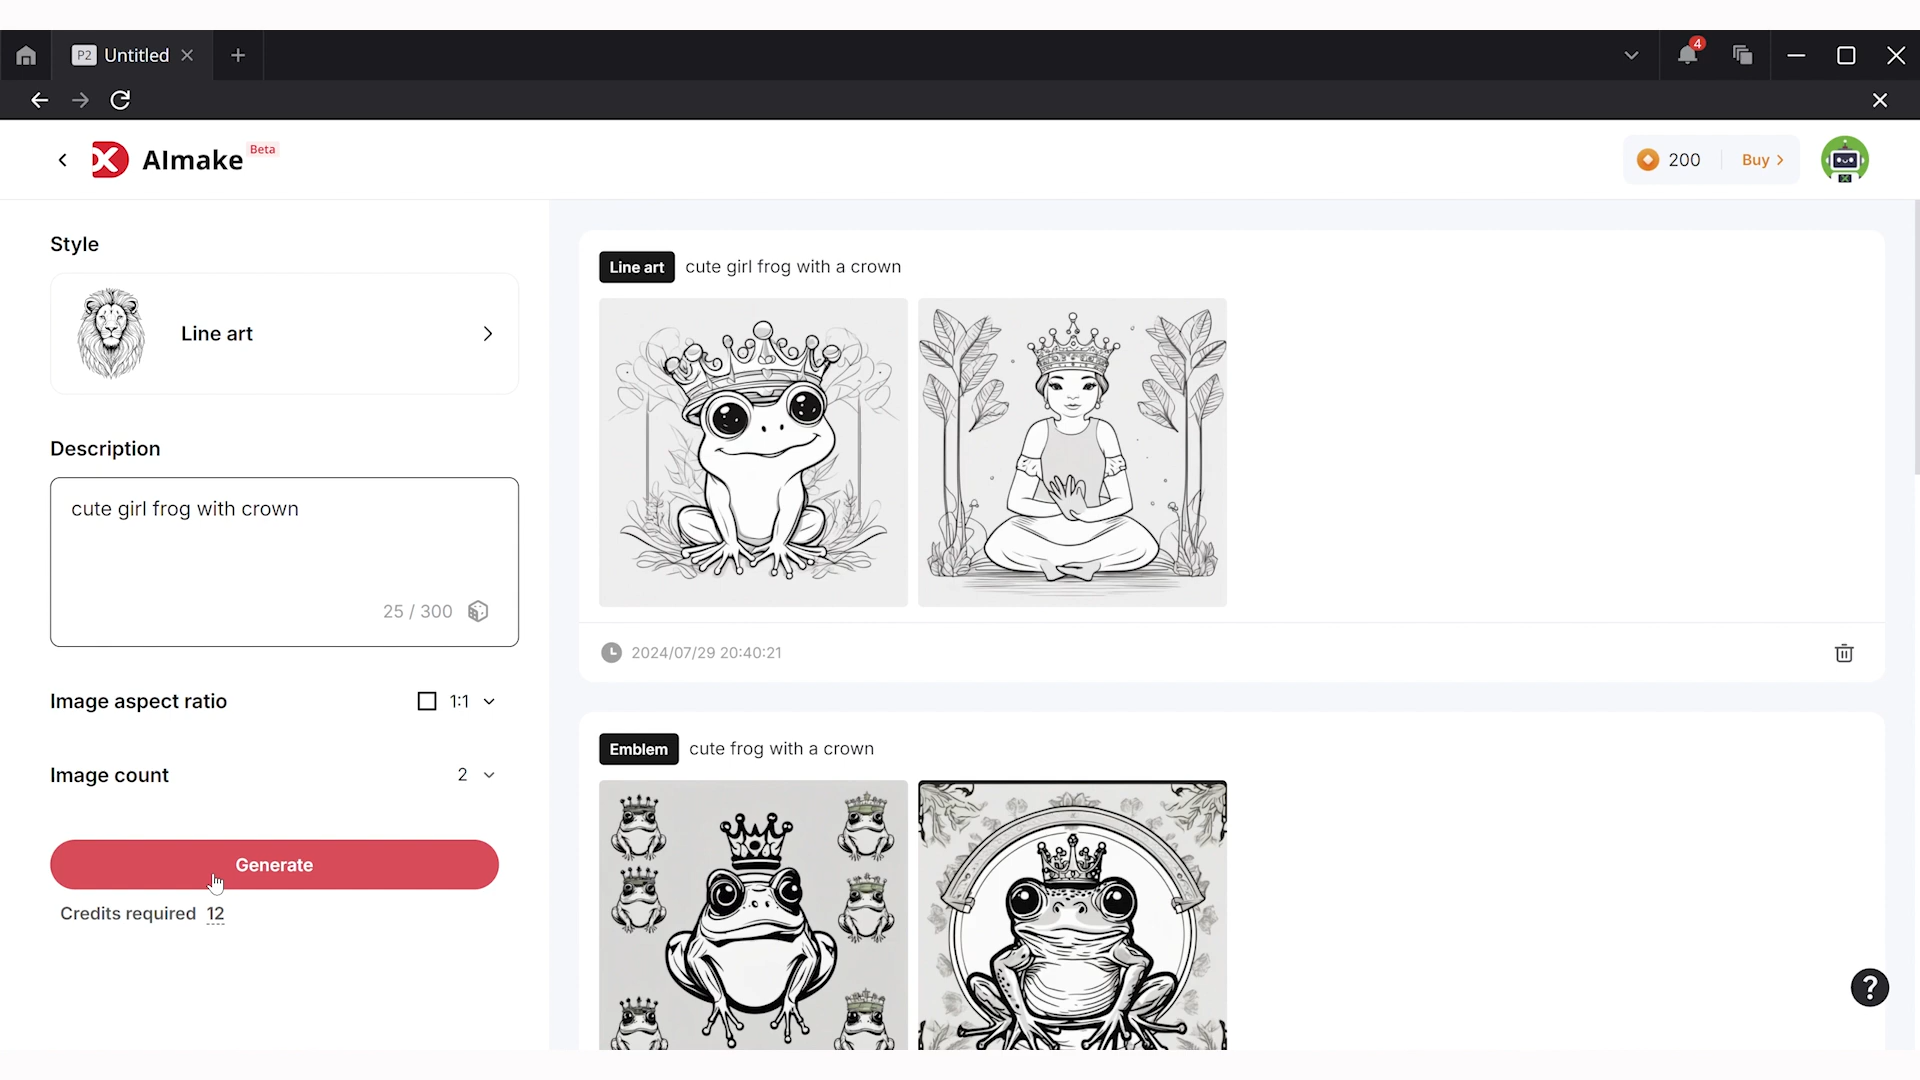 P2 Untitled
4
AImake Beta
200 Buy
Style
Line art
Description
cute girl frog with crown
25 / 300
Image aspect ratio
1:1
Image count
2
Generate
Credits required 12
Line art cute girl frog with a crown
2024/07/29 20:40:21
Emblem cute frog with a crown
?